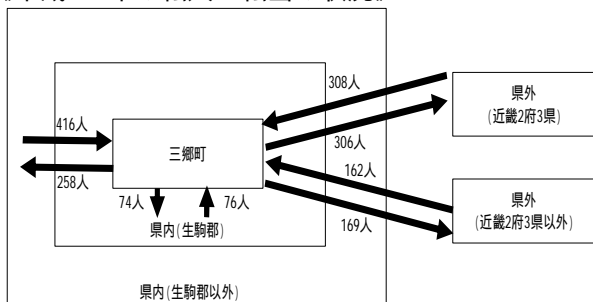 308人
県外
(近畿2府3県)
416人
三郷町
306人
258人
162人
県外
(近畿2府3県以外)
74人
76人
169人
県内(生駒郡)
県内(生駒郡以外)